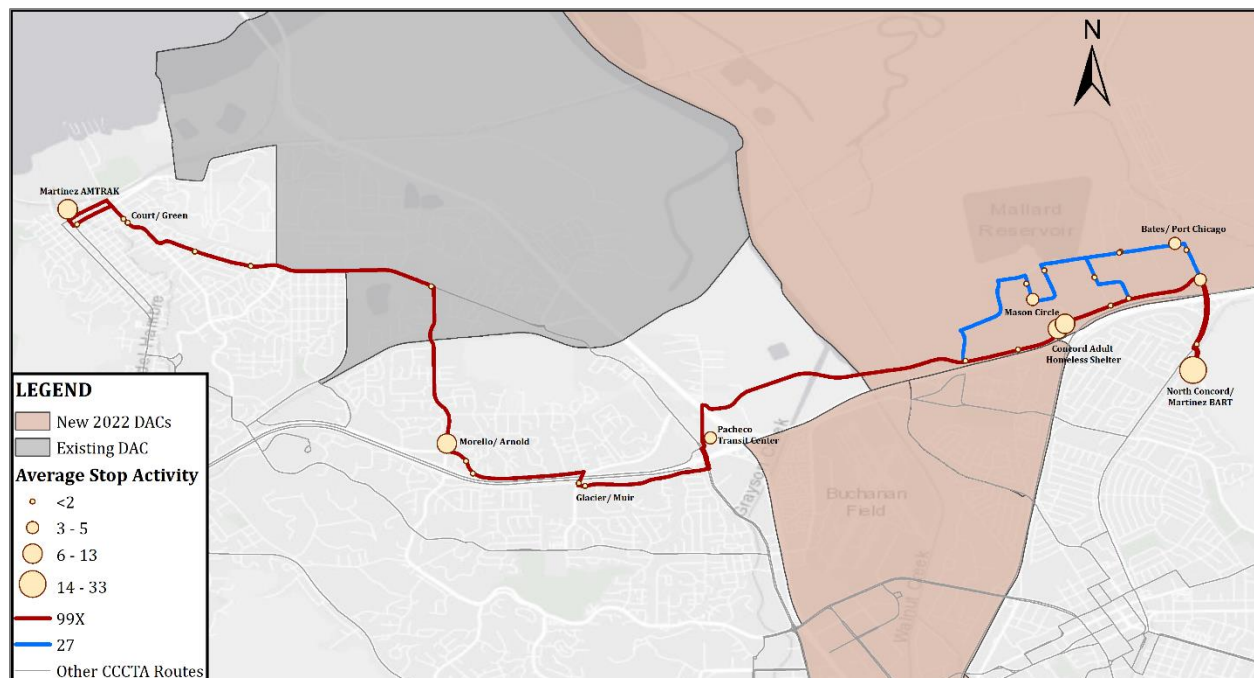 N
Martinez AMTRAK
Court/ Green
Mallard
Reservoir
Bates/ Port Chicago
Mason Circle
Concord Adult
Homeless Shelter
North Concord/
Martinez BART
Morello/ Arnold
Pacheco
Transit Center
Glacier/ Muir
Buchanan
Field
Walnut Creek
LEGEND
New 2022 DACs
Existing DAC
Average Stop Activity
<2
3 - 5
6 - 13
14 - 33
99X
27
Other CCCTA Routes